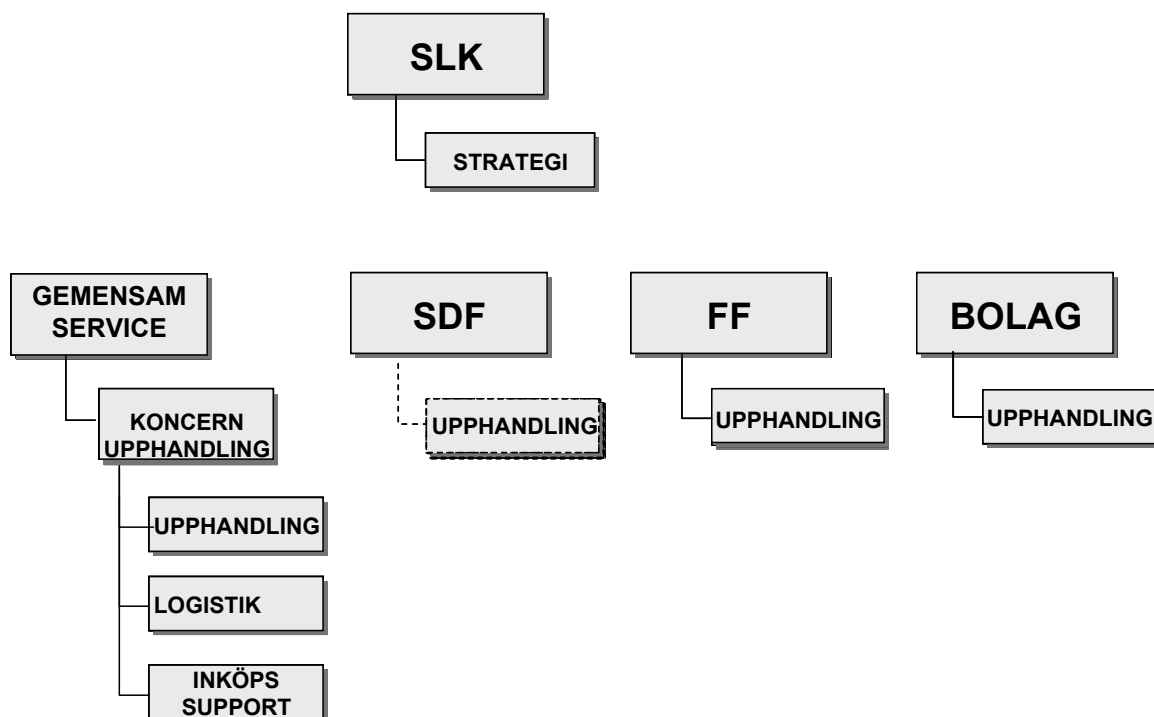 SLK
STRATEGI
GEMENSAM
SERVICE
SDF
FF
BOLAG
KONCERN
UPPHANDLING
UPPHANDLING
UPPHANDLING
UPPHANDLING
UPPHANDLING
LOGISTIK
INKÖPS
SUPPORT